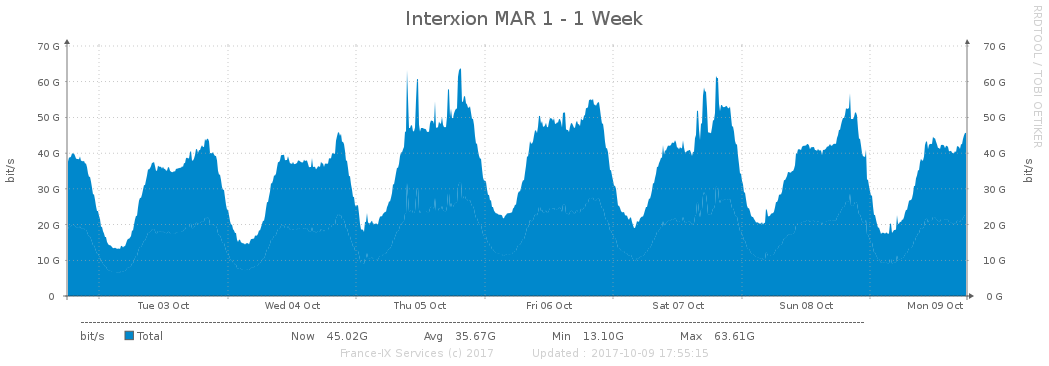 Interxion MAR 1 - 1 Week
RRDTOOL / TOBI OETIKER
bit/s
70 G 70 G
60 G 60 G
50 G 50 G
40 G 40 G
30 G 30 G
20 G 20 G
10 G 10 G
0 0 G
bit/s
Tue 03 Oct Wed 04 Oct Thu 05 Oct Fri 06 Oct Sat 07 Oct Sun 08 Oct Mon 09 Oct
bit/s Total Now 45.02G Avg 35.67G Min 13.10G Max 63.61G
France-IX Services (c) 2017 Updated : 2017-10-09 17:55:15